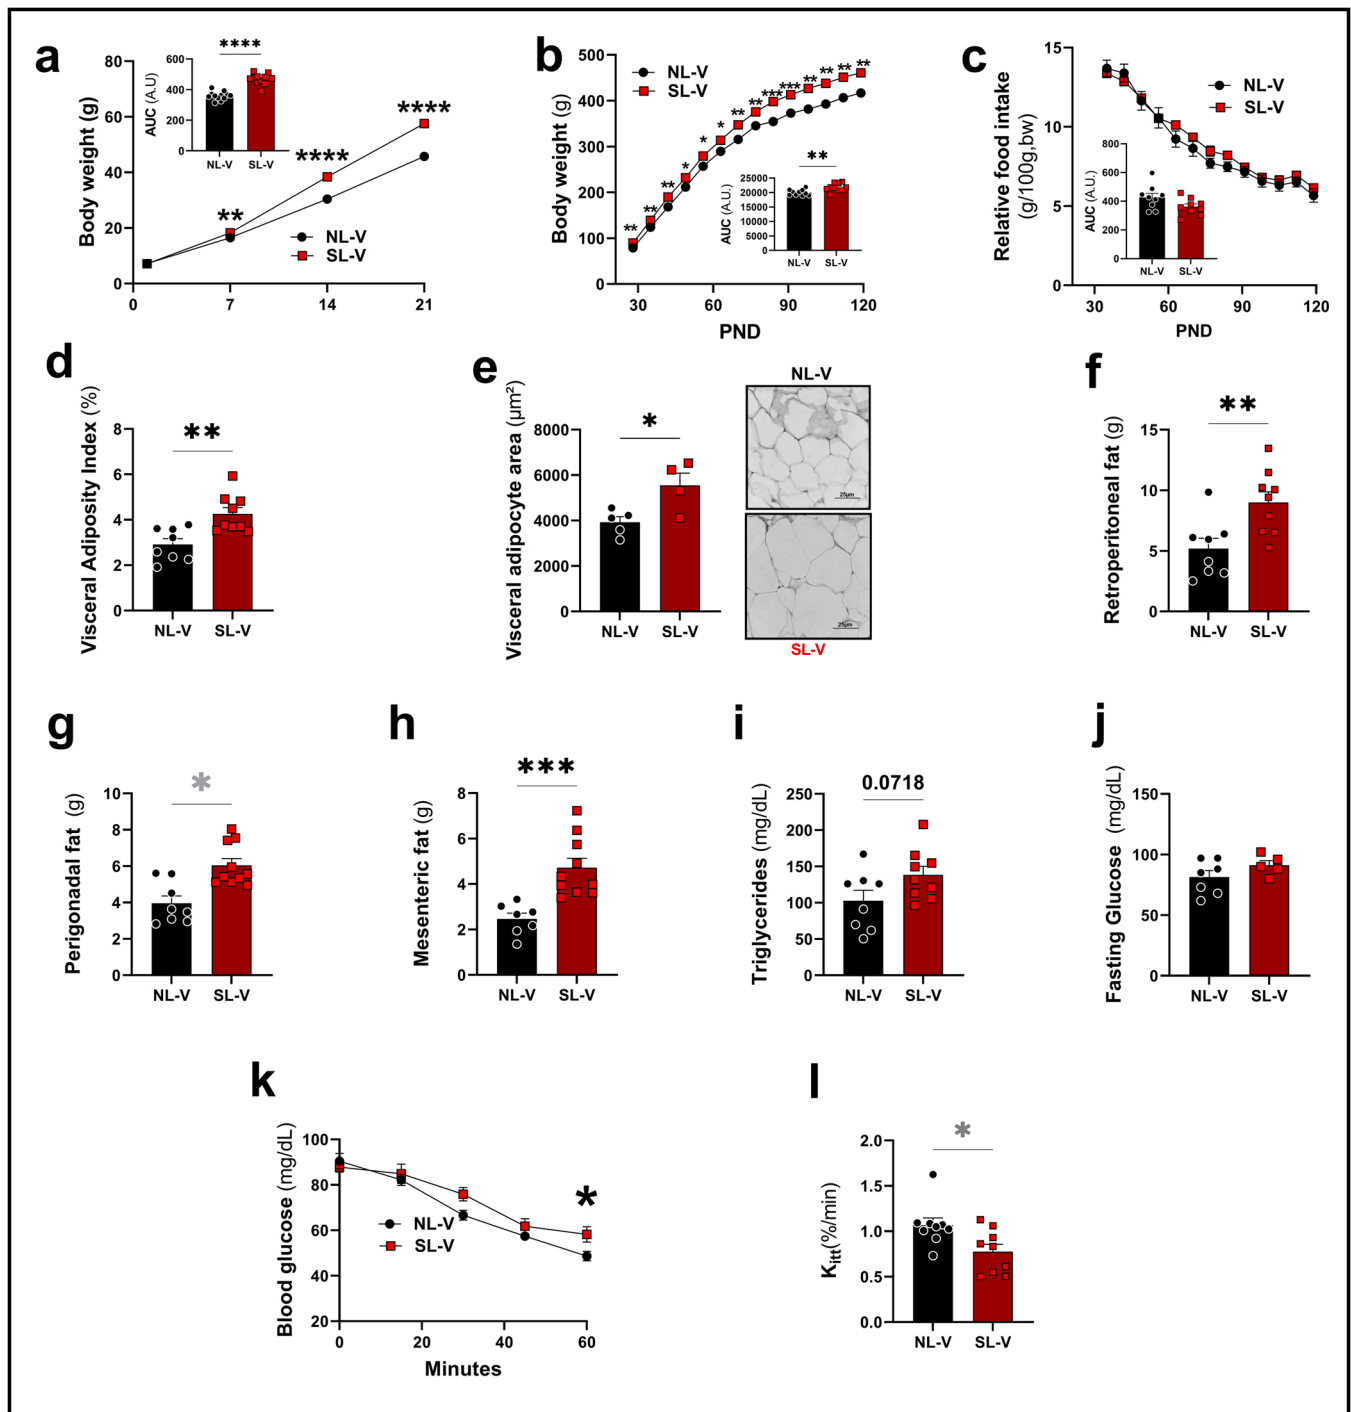 a
Body weight (g)
80
60
40
20
0
0
7
14
21
**
****
****
NL-V
SL-V
****
AUC (A.U)
600
400
200
0
NL-V
SL-V
b
Body weight (g)
500
400
300
200
100
0
30
60
90
120
PND
NL-V
SL-V
** ** ** * * * ** ** *** *** ** ** ** **
**
AUC (A.U.)
25000
20000
15000
10000
5000
0
NL-V
SL-V
c
Relative food intake
(g/100g,bw)
15
10
5
0
30
60
90
120
PND
NL-V
SL-V
AUC (A.U.)
800
600
400
200
0
NL-V
SL-V
d
Visceral Adiposity Index (%)
8
6
4
2
0
**
NL-V
SL-V
e
Visceral adipocyte area (µm²)
8000
6000
4000
2000
0
*
NL-V
SL-V
NL-V
25µm
25µm
SL-V
f
Retroperitoneal fat (g)
15
10
5
0
**
NL-V
SL-V
g
Perigonadal fat (g)
10
8
6
4
2
0
*
NL-V
SL-V
h
Mesenteric fat (g)
8
6
4
2
0
***
NL-V
SL-V
i
Triglycerides (mg/dL)
250
200
150
100
50
0
0.0718
NL-V
SL-V
j
Fasting Glucose (mg/dL)
150
100
50
0
NL-V
SL-V
k
Blood glucose (mg/dL)
100
80
60
40
20
0
20
40
60
Minutes
NL-V
SL-V
*
l
Kitt(%/min)
2.0
1.5
1.0
0.5
0.0
*
NL-V
SL-V